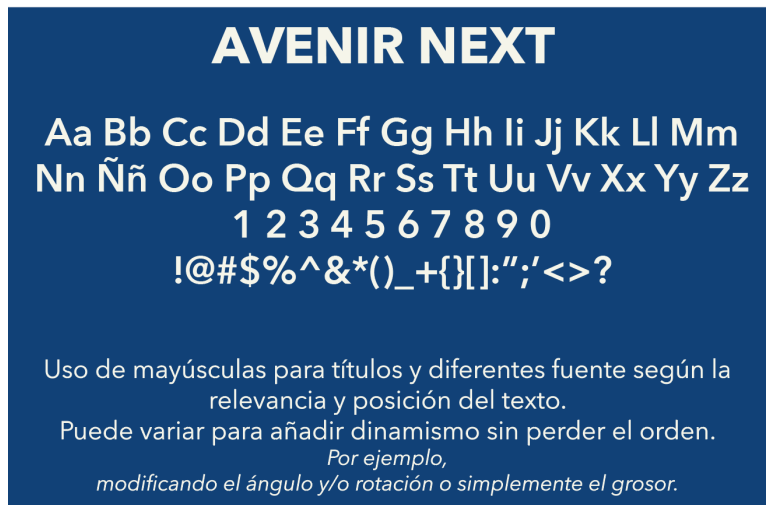 AVENIR NEXT
Aa Bb Cc Dd Ee Ff Gg Hh Ii Jj Kk Ll Mm
Nn Ññ Oo Pp Qq Rr Ss Tt Uu Vv Xx Yy Zz
1 2 3 4 5 6 7 8 9 0
!@#$%^&*()_+{}[]:”;’<>?
Uso de mayúsculas para títulos y diferentes fuente según la
relevancia y posición del texto.
Puede variar para añadir dinamismo sin perder el orden.
Por ejemplo,
modificando el ángulo y/o rotación o simplemente el grosor.